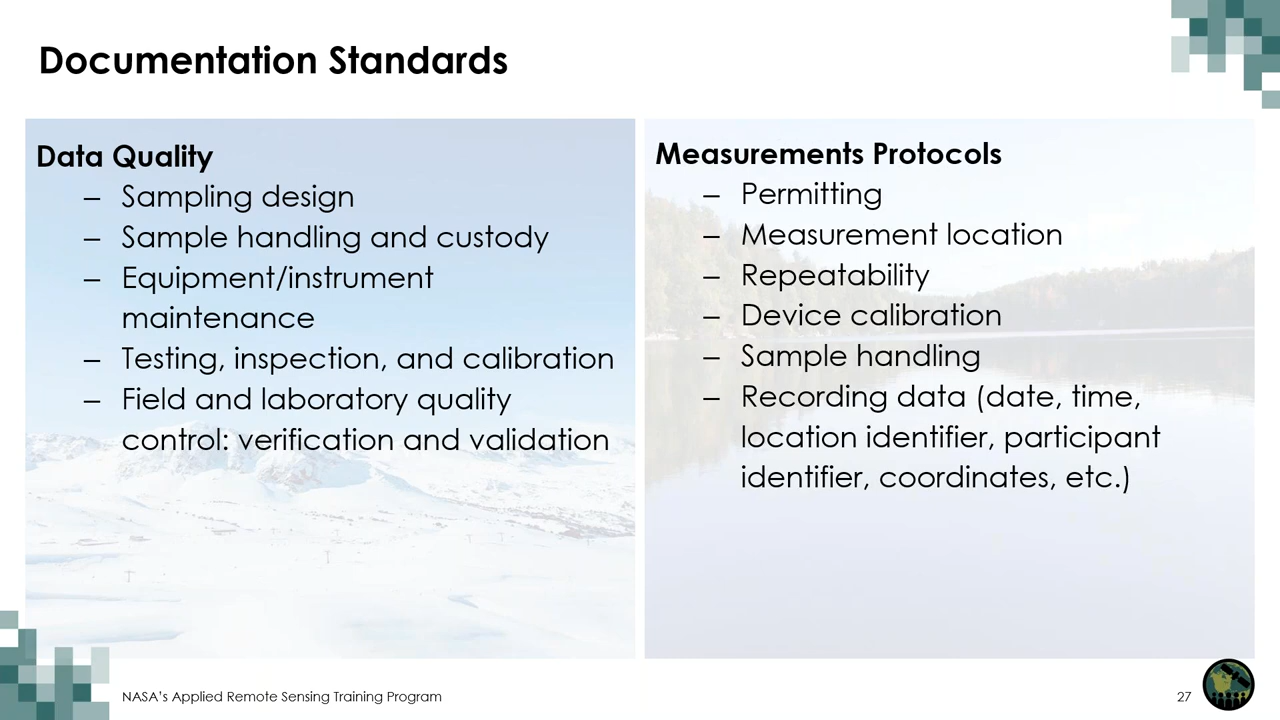 Documentation Standards
Data Quality
– Sampling design
– Sample handling and custody
– Equipment/instrument
maintenance
– Testing, inspection, and calibration
– Field and laboratory quality
control: verification and validation
Measurements Protocols
– Permitting
– Measurement location
– Repeatability
– Device calibration
– Sample handling
– Recording data (date, time,
location identifier, participant
identifier, coordinates, etc.)
NASA’s Applied Remote Sensing Training Program
27